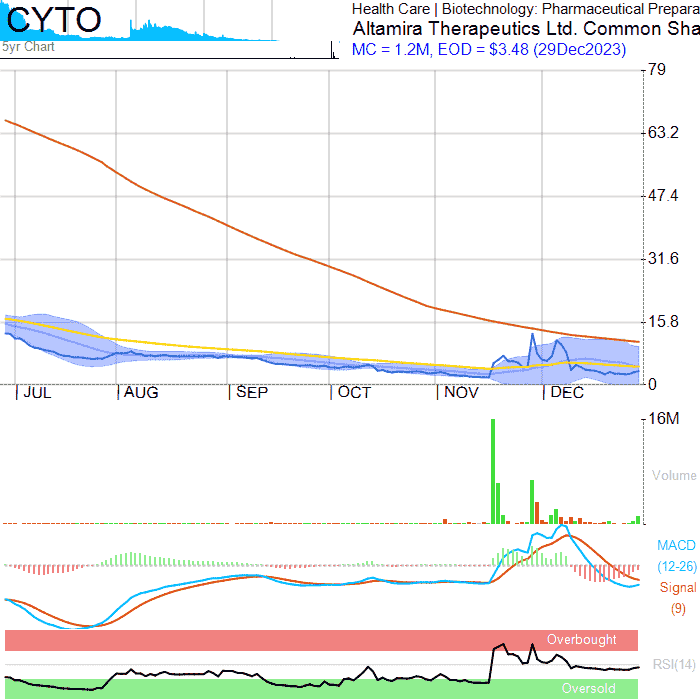 CYTO
5yr Chart
Health Care | Biotechnology: Pharmaceutical Prepara
Altamira Therapeutics Ltd. Common Sha
MC = 1.2M, EOD = $3.48 (29Dec2023)
79
63.2
47.4
31.6
15.8
0
JUL AUG SEP OCT NOV DEC
16M
Volume
MACD
(12-26)
Signal
(9)
Overbought
RSI(14)
Oversold